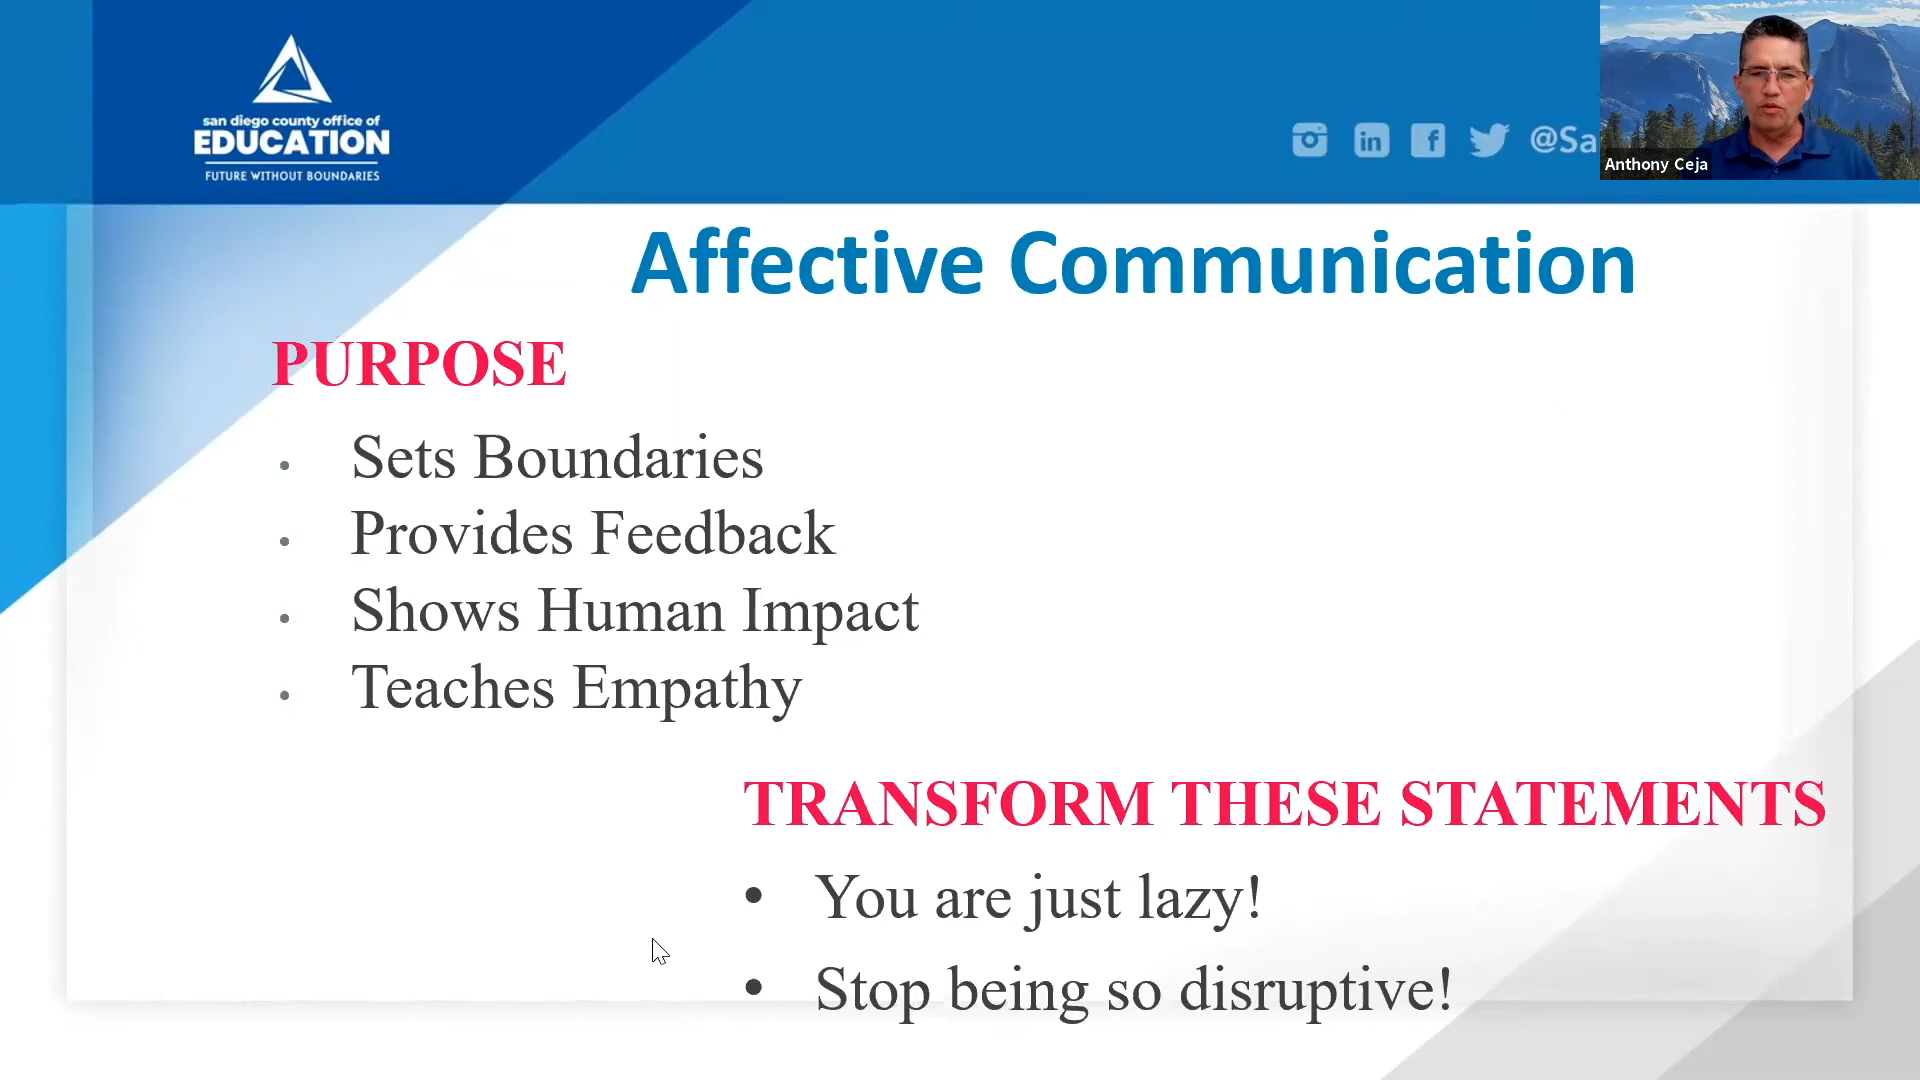 san diego county office of
EDUCATION
FUTURE WITHOUT BOUNDARIES
@Sa
Anthony Ceja
Affective Communication
PURPOSE
• Sets Boundaries
• Provides Feedback
• Shows Human Impact
• Teaches Empathy
TRANSFORM THESE STATEMENTS
• You are just lazy!
• Stop being so disruptive!